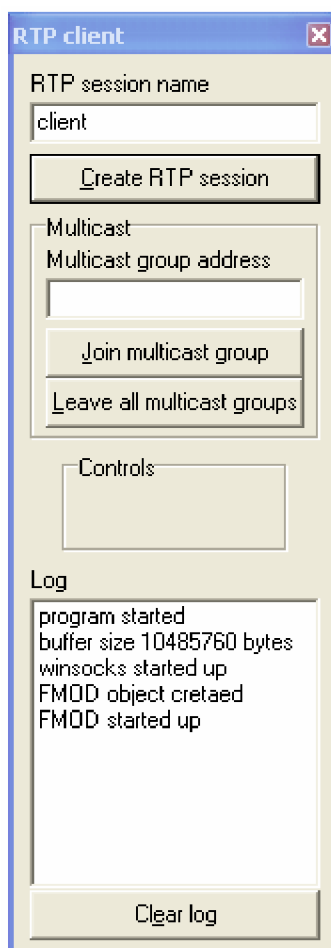 RTP client
RTP session name
client
Create RTP session
Multicast
Multicast group address
Join multicast group
Leave all multicast groups
Controls
Log
program started
buffer size 10485760 bytes
winsocks started up
FMOD object cretaed
FMOD started up
Clear log